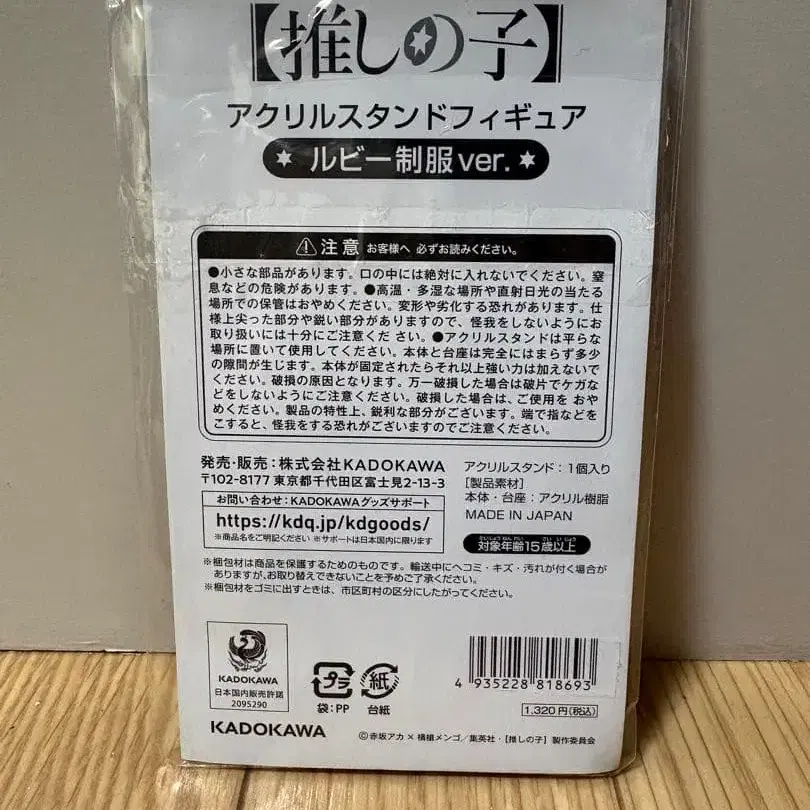 【推しの子】
アクリルスタンドフィギュア
ルビー制服ver.
注意 お客様へ 必ずお読みください。
●小さな部品があります。口の中には絶対に入れないでください。窒
息などの危険があります。●高温・多湿な場所や直射日光の当たる
場所での保管はおやめください。変形や劣化する恐れがあります。仕
様上尖った部分や鋭い部分がありますので、怪我をしないようにお
取り扱いには十分にご注意くだ さい。●アクリルスタンドは平らな
場所に置いて使用してください。本体と台座は完全にはまらず多少
の隙間が生じます。本体が固定されたらそれ以上強い力は加えないで
ください。破損の原因となります。万一破損した場合は破片でケガな
どをしないようにご注意ください。破損した場合は、ご使用を おや
めください。製品の特性上、鋭利な部分がございます。端で指などを
こすると、怪我をする恐れがございますのでご注意ください。
発売・販売：株式会社KADOKAWA
〒102-8177 東京都千代田区富士見2-13-3
お問い合わせ：KADOKAWAグッズサポート
https://kdq.jp/kdgoods/
※商品名をご明記ください ※サポートは日本国内に限ります
アクリルスタンド：1個入り
[製品素材]
本体・台座：アクリル樹脂
MADE IN JAPAN
たいしょうねんれい さい いじょう
対象年齢15歳以上
※梱包材は商品を保護するためのものです。輸送中にヘコミ・キズ・汚れが付く場合が
ありますが、お取り替えできないことを予めご了承ください。
※梱包材をゴミに出すときは、市区町村の区分にしたがってください。
KADOKAWA
日本国内販売許諾
2095290
プラ
袋：PP
紙
台紙
4 935228 818693
1,320円(税込)
KADOKAWA
©赤坂アカ×横槍メンゴ／集英社・【推しの子】製作委員会